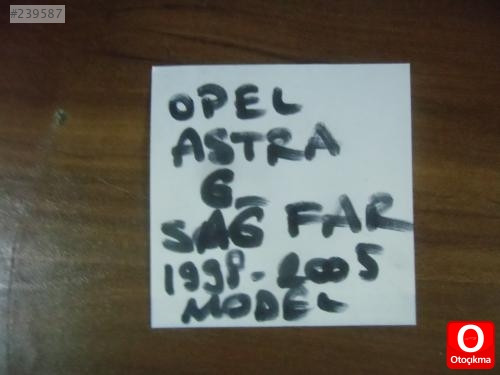 #239587
OPEL
ASTRA
G
SAĞ FAR
1998-2005
MODEL
O
Otoçıkma